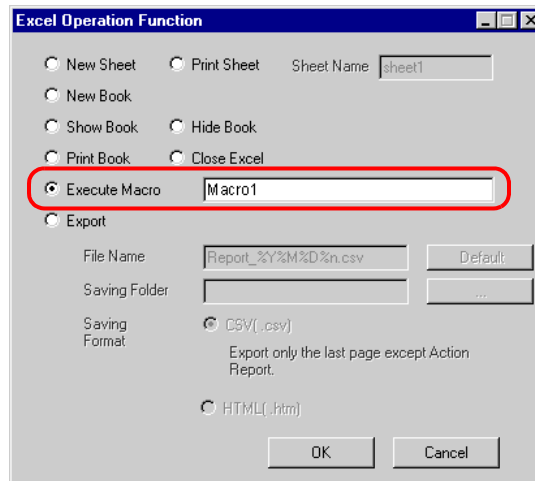 Excel Operation Function
New Sheet Print Sheet Sheet Name sheet1
New Book
Show Book Hide Book
Print Book Close Excel
Execute Macro Macro1
Export
File Name Report_%Y%M%D%n.csv Default
Saving Folder ...
Saving Format CSV( .csv)
Export only the last page except Action
Report.
HTML( .htm)
OK Cancel